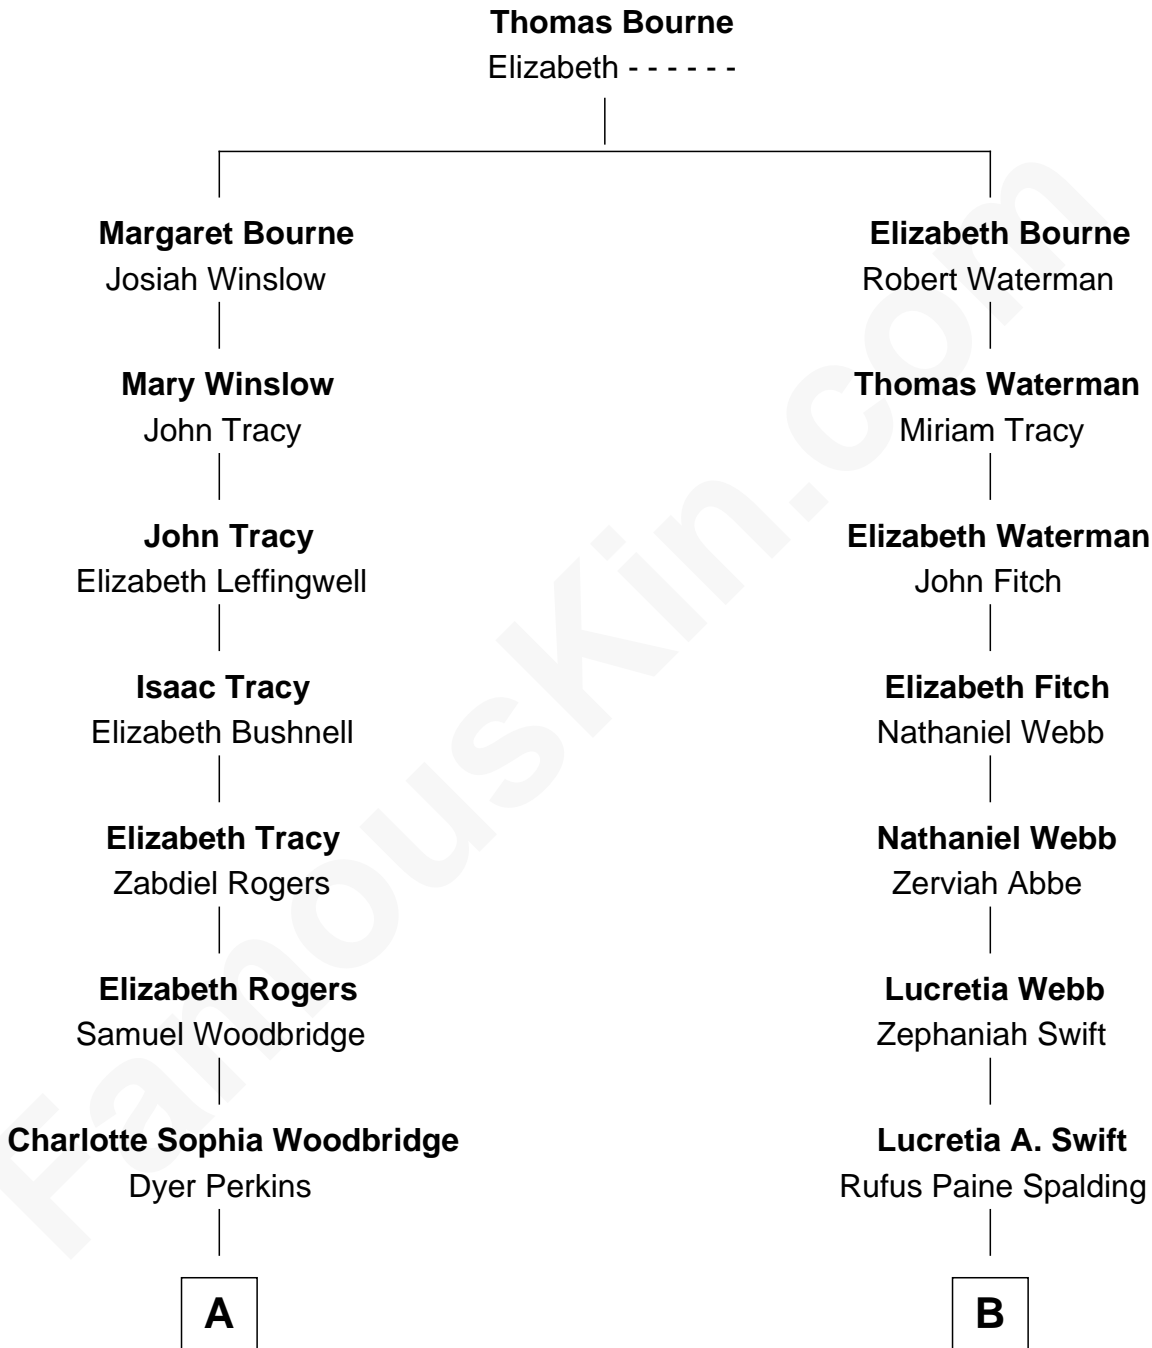 Thomas Bourne
Elizabeth - - - - - -
Margaret Bourne
Josiah Winslow
Elizabeth Bourne
Robert Waterman
Mary Winslow
John Tracy
Thomas Waterman
Miriam Tracy
John Tracy
Elizabeth Leffingwell
Elizabeth Waterman
John Fitch
Isaac Tracy
Elizabeth Bushnell
Elizabeth Fitch
Nathaniel Webb
Elizabeth Tracy
Zabdiel Rogers
Nathaniel Webb
Zerviah Abbe
Elizabeth Rogers
Samuel Woodbridge
Lucretia Webb
Zephaniah Swift
Charlotte Sophia Woodbridge
Dyer Perkins
Lucretia A. Swift
Rufus Paine Spalding
A
B
FamousKin.com